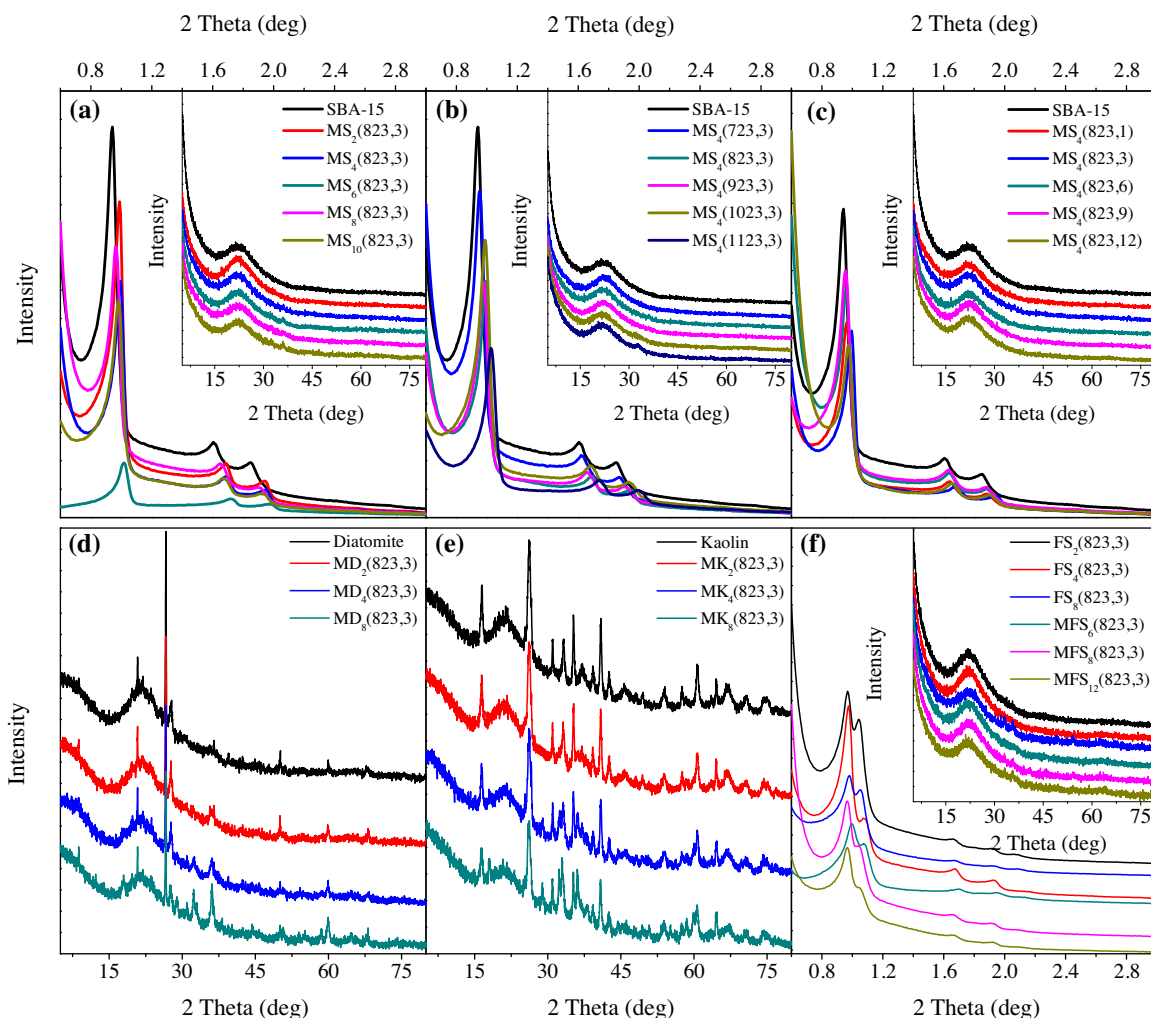 2 Theta (deg) 2 Theta (deg) 2 Theta (deg)
0.8 1.2 1.6 2.0 2.4 2.8 0.8 1.2 1.6 2.0 2.4 2.8 0.8 1.2 1.6 2.0 2.4 2.8
(a)
SBA-15
MS2(823,3)
MS4(823,3)
MS6(823,3)
MS8(823,3)
MS10(823,3)
Intensity
15 30 45 60 75
2 Theta (deg)
(b)
SBA-15
MS4(723,3)
MS4(823,3)
MS4(923,3)
MS4(1023,3)
MS4(1123,3)
Intensity
15 30 45 60 75
2 Theta (deg)
(c)
SBA-15
MS4(823,1)
MS4(823,3)
MS4(823,6)
MS4(823,9)
MS4(823,12)
Intensity
15 30 45 60 75
2 Theta (deg)
Intensity
(d)
Diatomite
MD2(823,3)
MD4(823,3)
MD8(823,3)
(e)
Kaolin
MK2(823,3)
MK4(823,3)
MK8(823,3)
(f)
FS2(823,3)
FS4(823,3)
FS8(823,3)
MFS6(823,3)
MFS8(823,3)
MFS12(823,3)
Intensity
15 30 45 60 75
2 Theta (deg)
Intensity
15 30 45 60 75 15 30 45 60 75 0.8 1.2 1.6 2.0 2.4 2.8
2 Theta (deg) 2 Theta (deg) 2 Theta (deg)